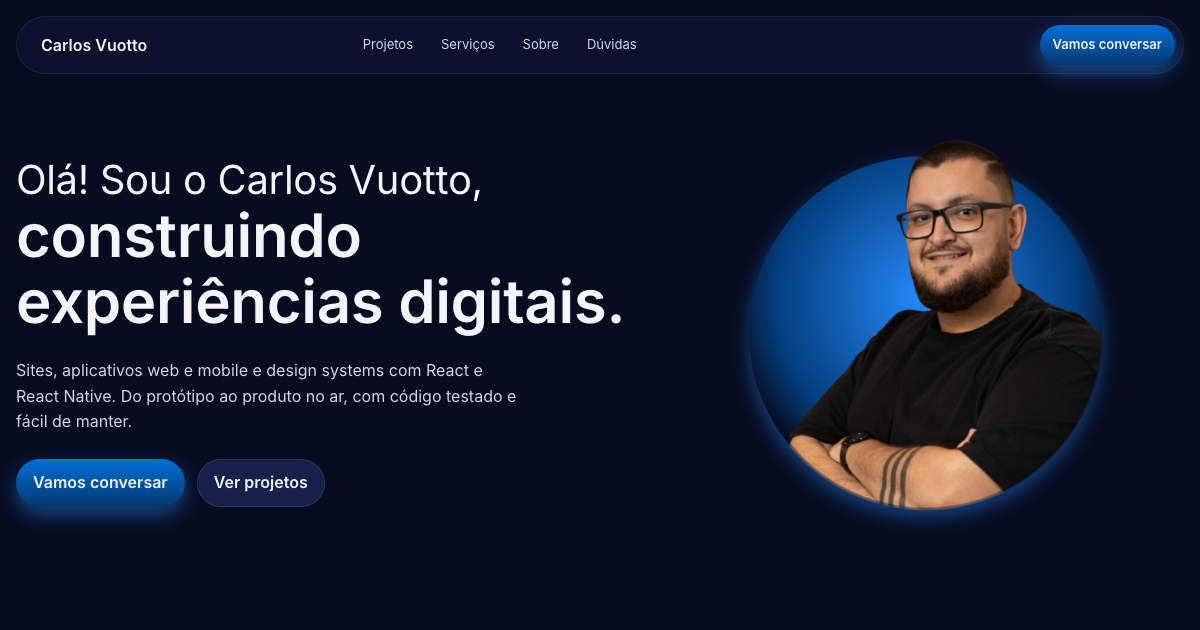 Carlos Vuotto
Projetos
Serviços
Sobre
Dúvidas
Vamos conversar
Olá! Sou o Carlos Vuotto,
construindo
experiências digitais.
Sites, aplicativos web e mobile e design systems com React e
React Native. Do protótipo ao produto no ar, com código testado e
fácil de manter.
Vamos conversar
Ver projetos